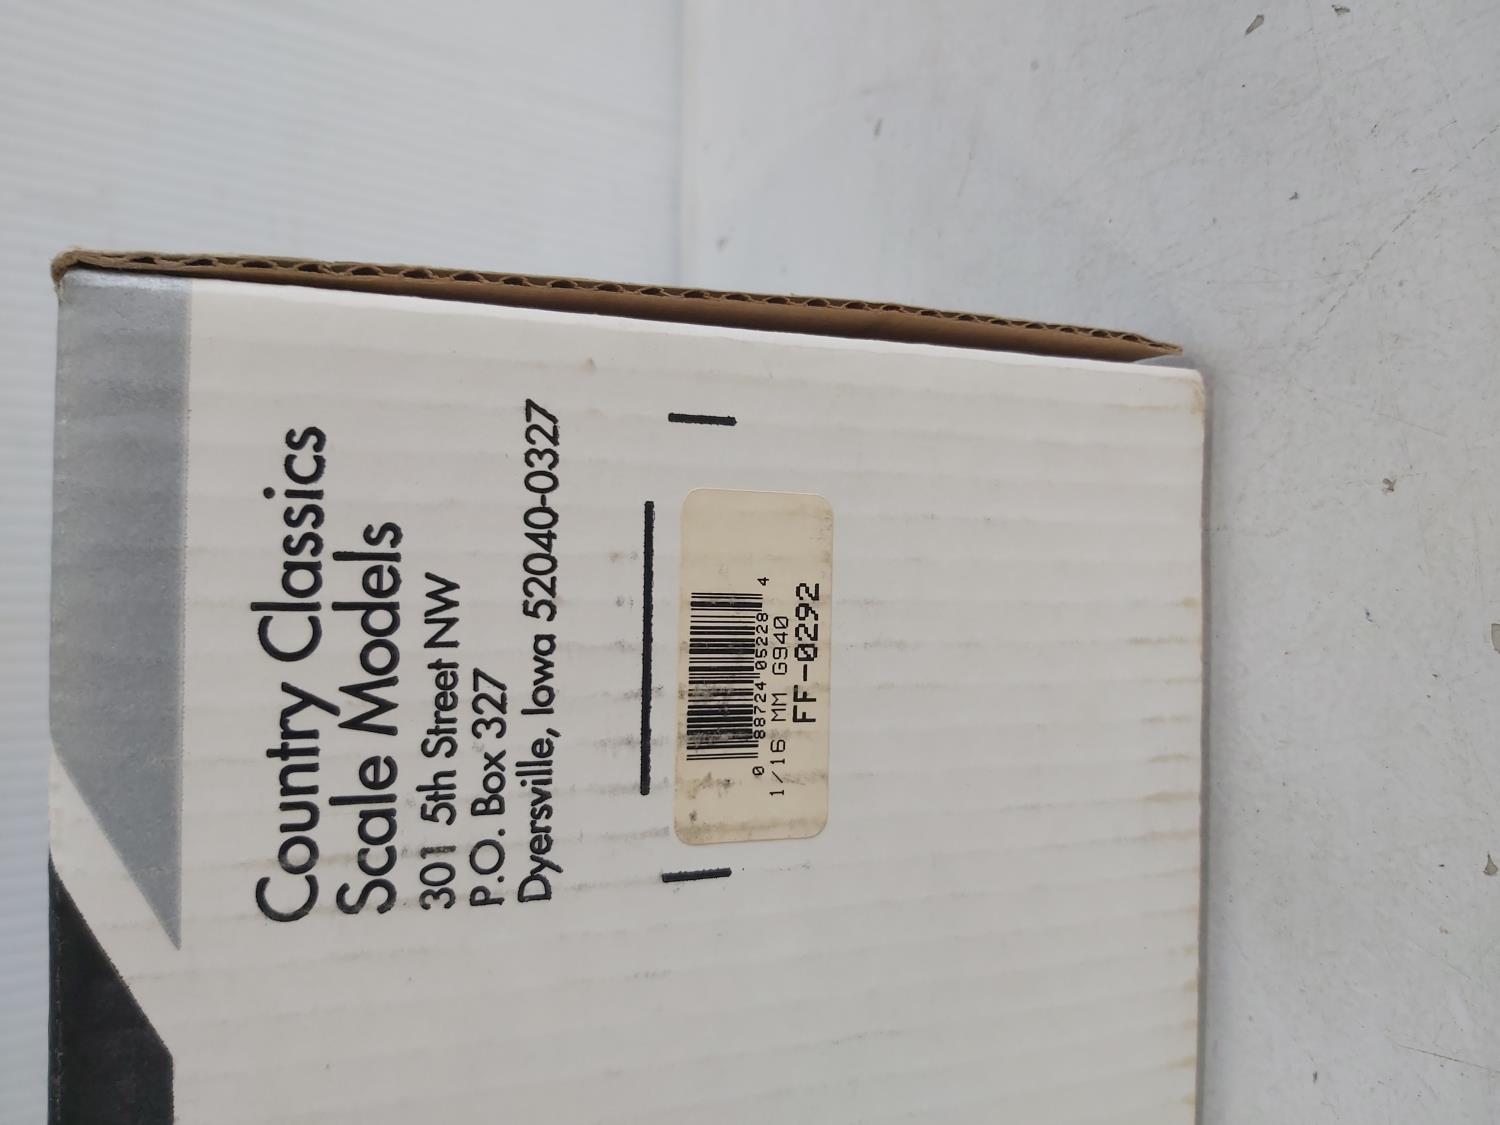 Country Classics
Scale Models
301 5th Street NW
P.O. Box 327
Dyersville, Iowa 52040-0327
0 88724 05228 4
1/16 MM G940
FF-0292